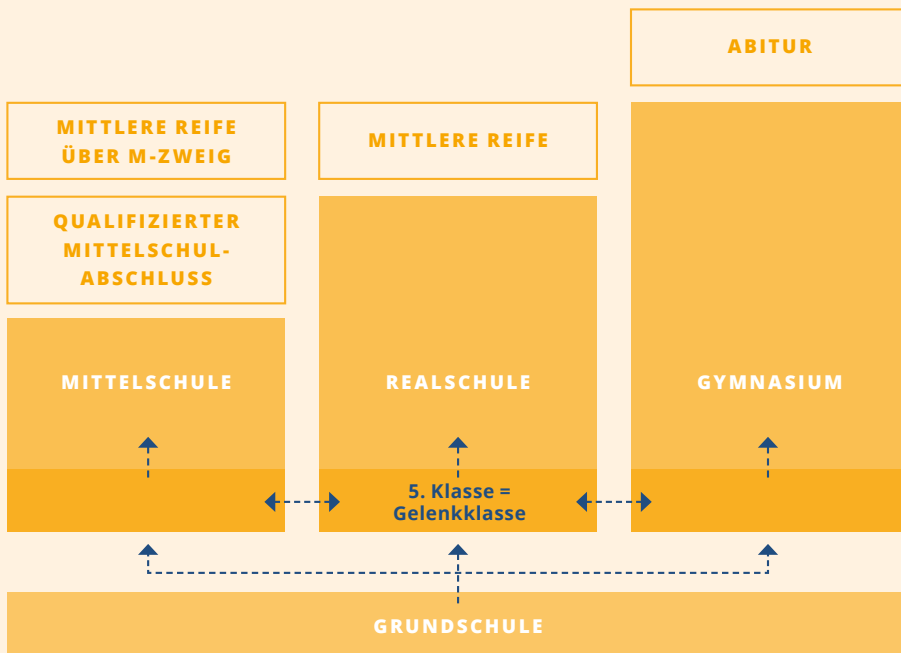 ABITUR
MITTLERE REIFE
ÜBER M-ZWEIG
MITTLERE REIFE
QUALIFIZIERTER
MITTELSCHUL-
ABSCHLUSS
MITTELSCHULE
REALSCHULE
GYMNASIUM
5. Klasse =
Gelenkklasse
GRUNDSCHULE